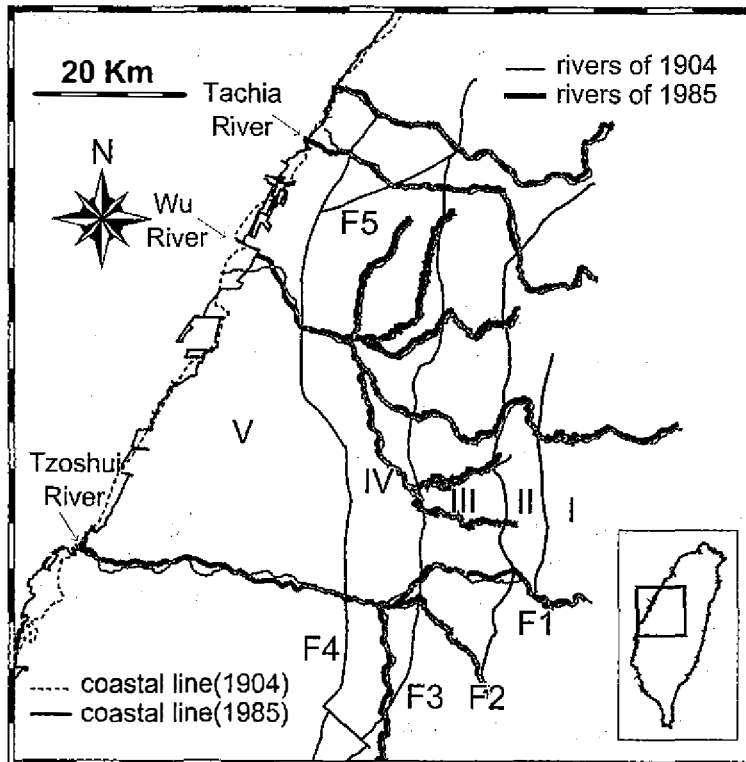 20 Km
rivers of 1904
rivers of 1985
Tachia
River
N
Wu
River
F5
V
Tzoshui
River
IV
III
II
I
F1
F4
F3
F2
coastal line(1904)
coastal line(1985)